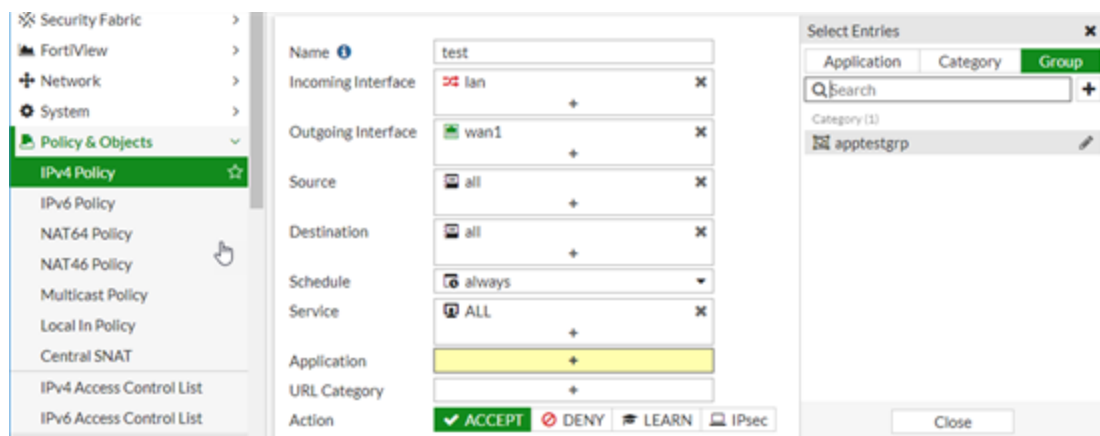 Security Fabric
FortiView
Network
System
Policy & Objects
IPv4 Policy
IPv6 Policy
NAT64 Policy
NAT46 Policy
Multicast Policy
Local In Policy
Central SNAT
IPv4 Access Control List
IPv6 Access Control List
Name test
Incoming Interface lan
Outgoing Interface wan1
Source all
Destination all
Schedule always
Service ALL
Application
URL Category
Action ACCEPT DENY LEARN IPsec
Select Entries
Application Category Group
Search
Category (1)
apptestgrp
Close